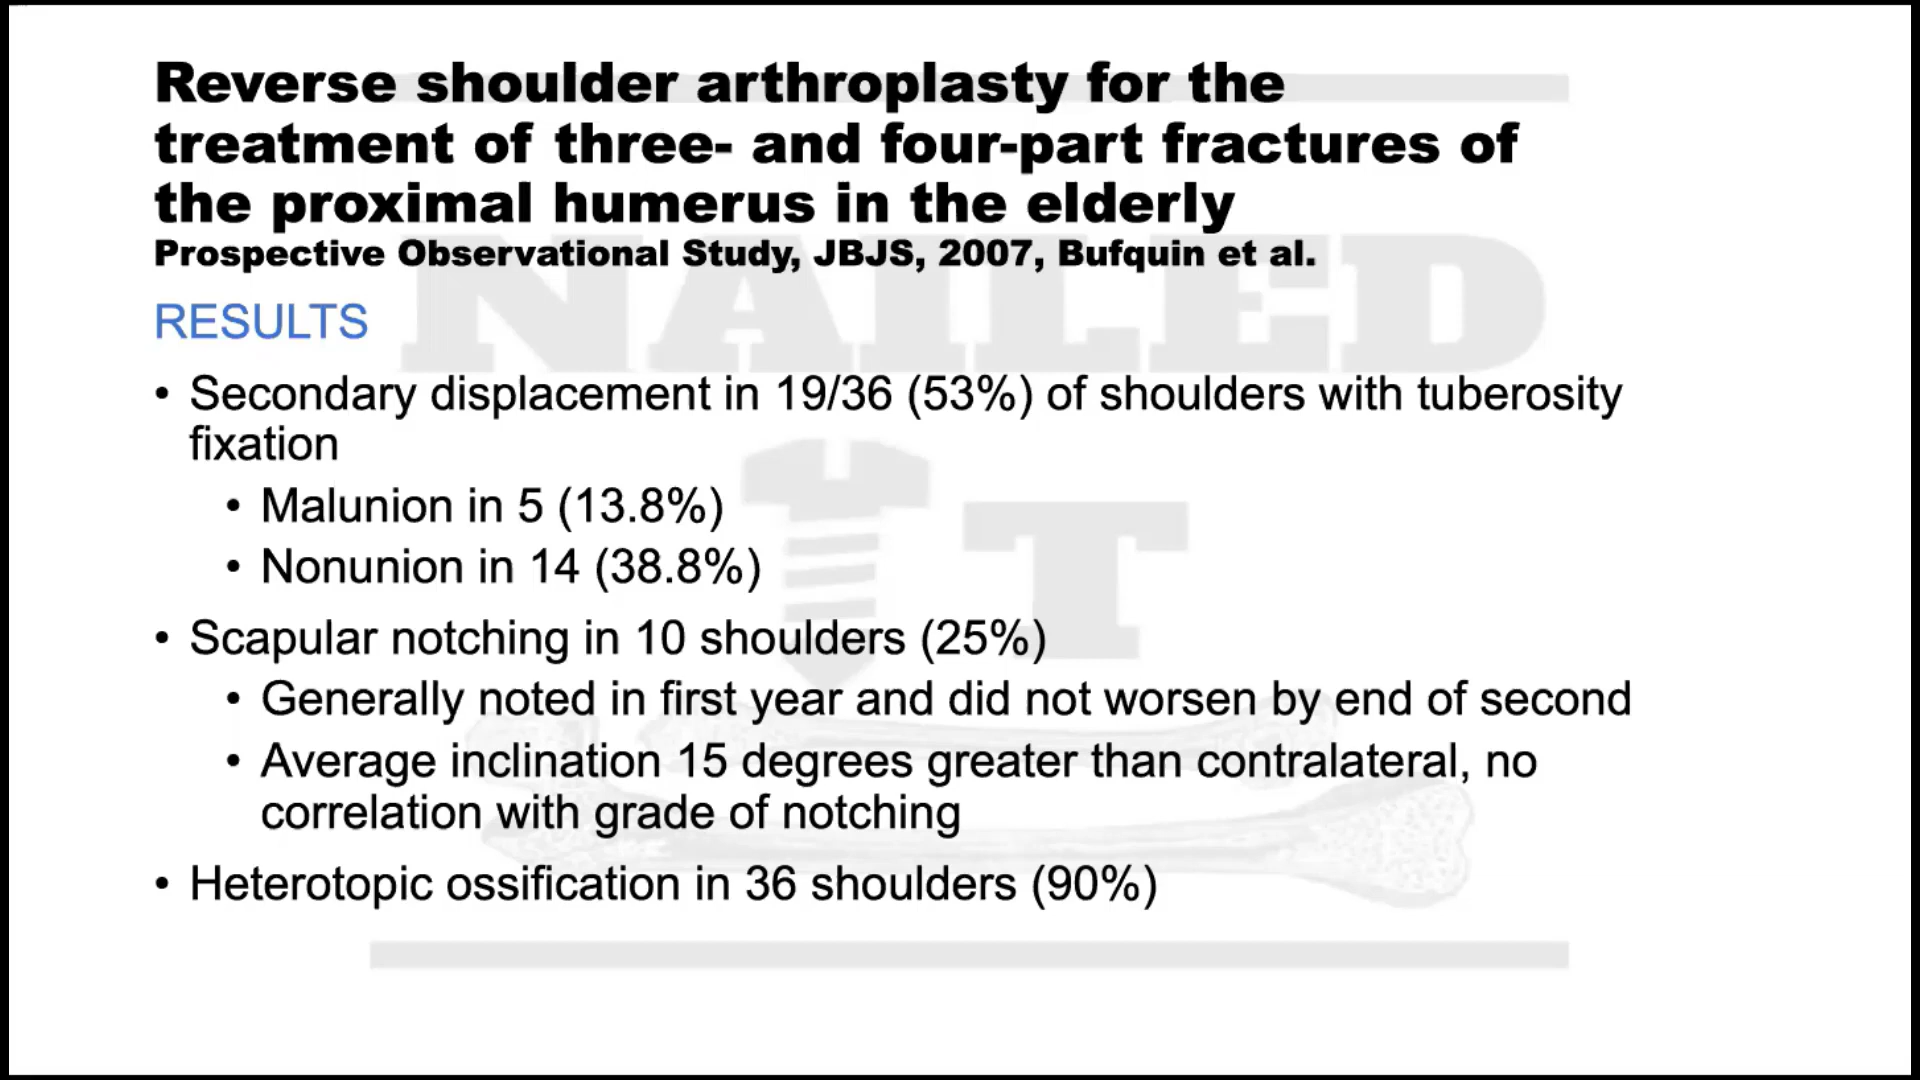 Reverse shoulder arthroplasty for the
treatment of three- and four-part fractures of
the proximal humerus in the elderly
Prospective Observational Study, JBJS, 2007, Bufquin et al.
NAILED
IT
RESULTS
• Secondary displacement in 19/36 (53%) of shoulders with tuberosity
fixation
• Malunion in 5 (13.8%)
• Nonunion in 14 (38.8%)
• Scapular notching in 10 shoulders (25%)
• Generally noted in first year and did not worsen by end of second
• Average inclination 15 degrees greater than contralateral, no
correlation with grade of notching
• Heterotopic ossification in 36 shoulders (90%)